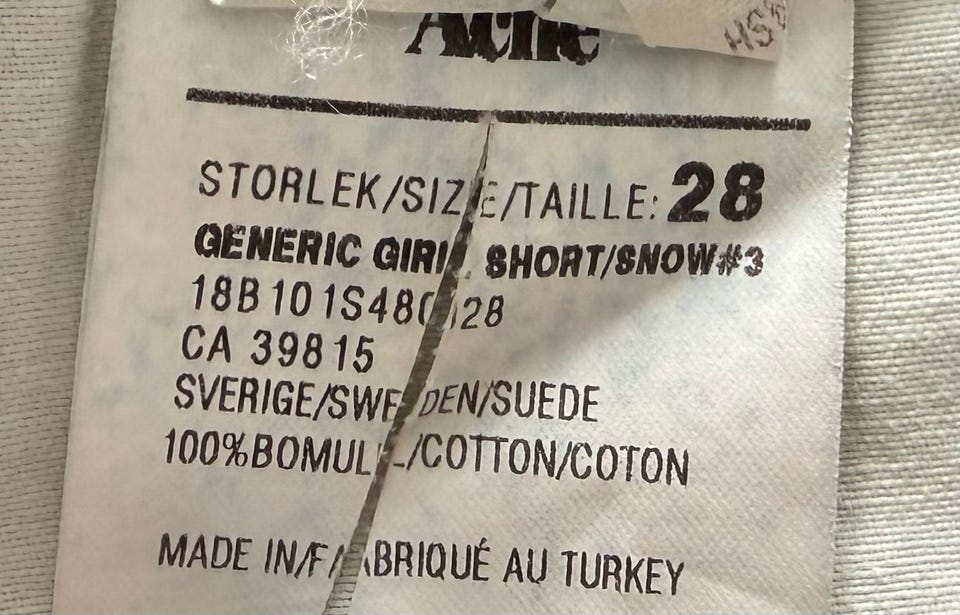 Acne
STORLEK/SIZE/TAILLE: 28
GENERIC GIRL SHORT/SNOW#3
CA 39815
SVERIGE/SWEDEN/SUEDE
100%BOMULL/COTTON/COTON
MADE IN/FABRIQUÉ AU TURKEY